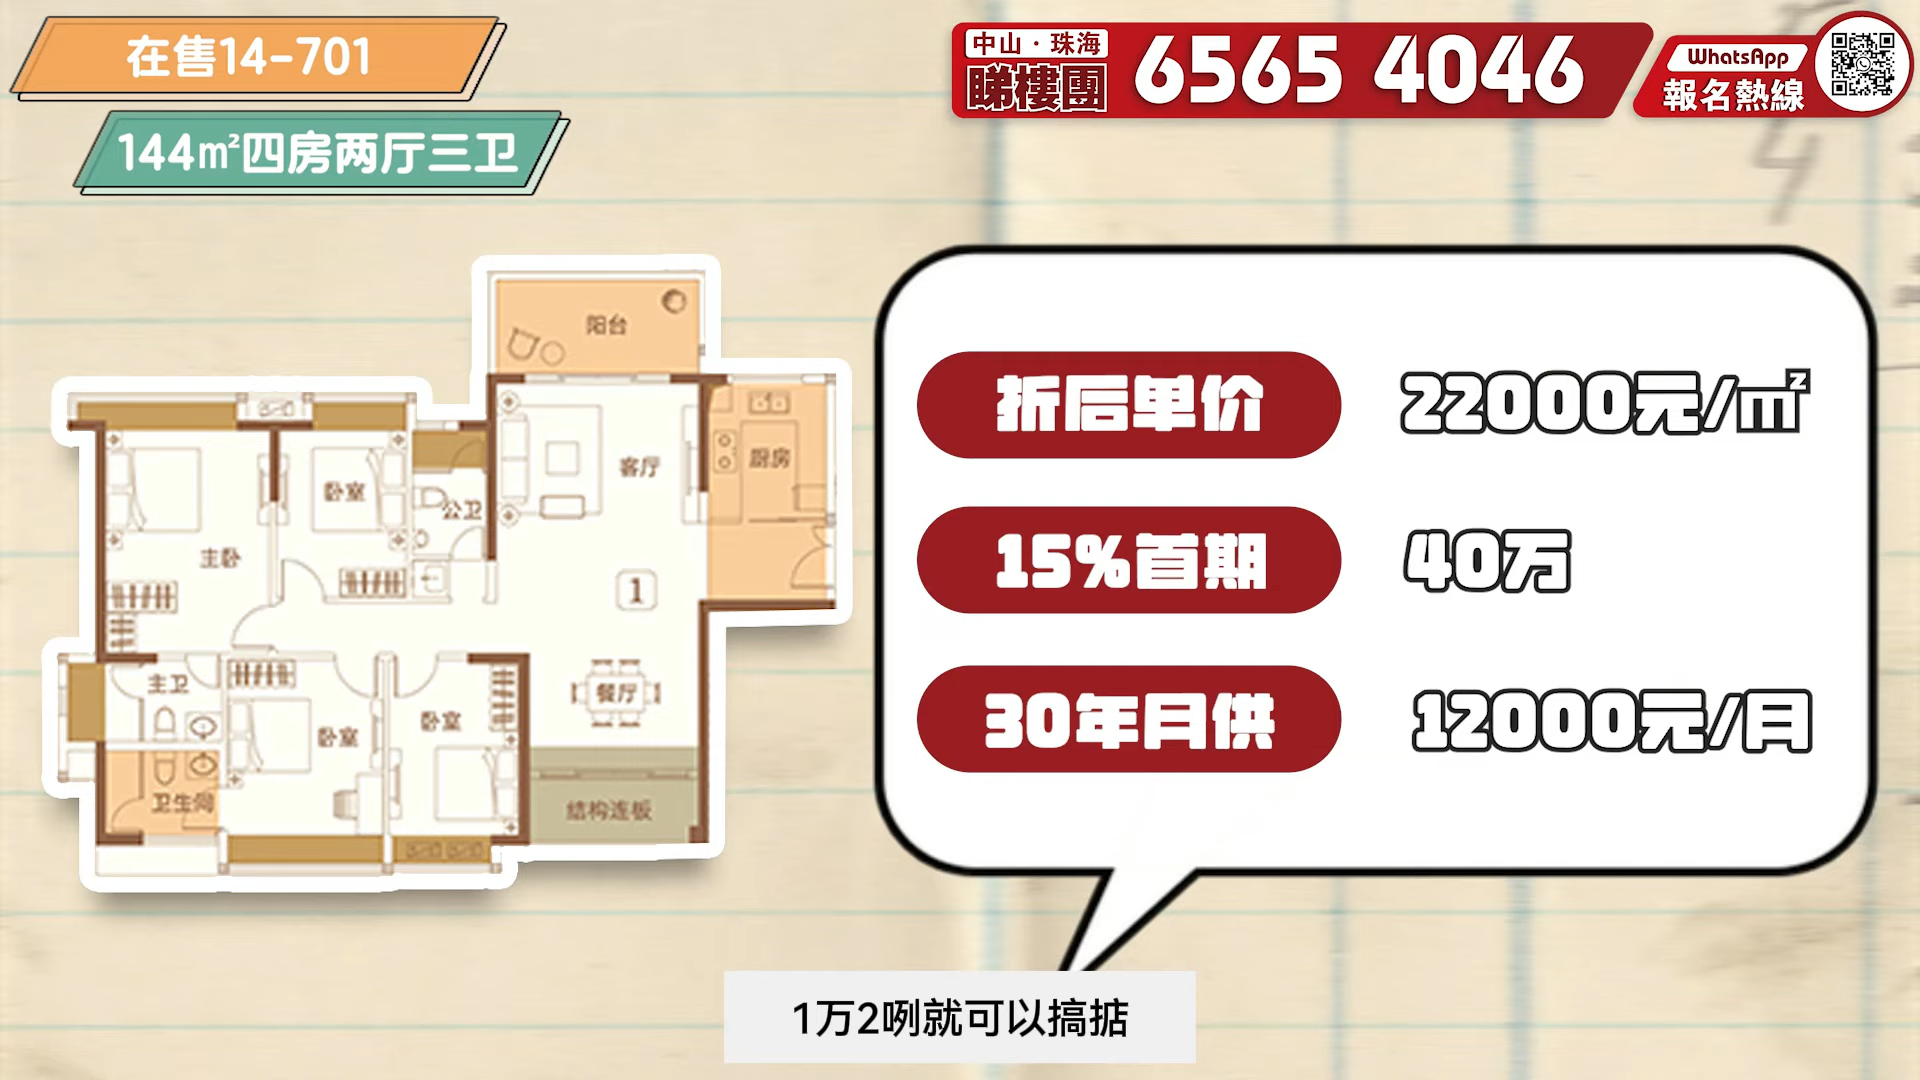 在售14-701
144㎡四房两厅三卫
中山·珠海
睇樓團
6565 4046
WhatsApp
報名熱線
阳台
客厅
厨房
卧室
公卫
主卧
1
主卫
卧室
卧室
餐厅
卫生间
结构连板
折后单价
22000元/㎡
15%首期
40万
30年月供
12000元/月
1万2咧就可以搞掂